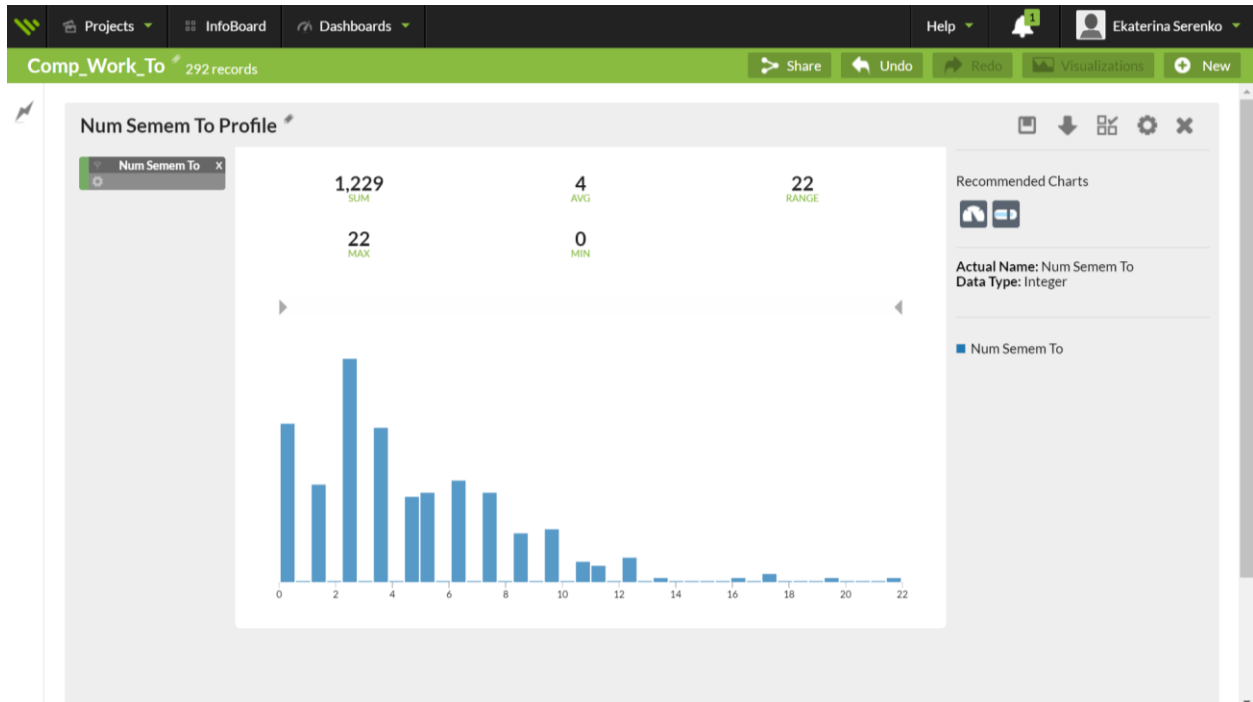 Projects InfoBoard Dashboards Help 1 Ekaterina Serenko
Comp_Work_To 292 records Share Undo Redo Visualizations New
Num Semem To Profile
Num Semem To x
1,229 4 22
SUM AVG RANGE
22 0
MAX MIN
Recommended Charts
Actual Name: Num Semem To
Data Type: Integer
Num Semem To
0 2 4 6 8 10 12 14 16 18 20 22